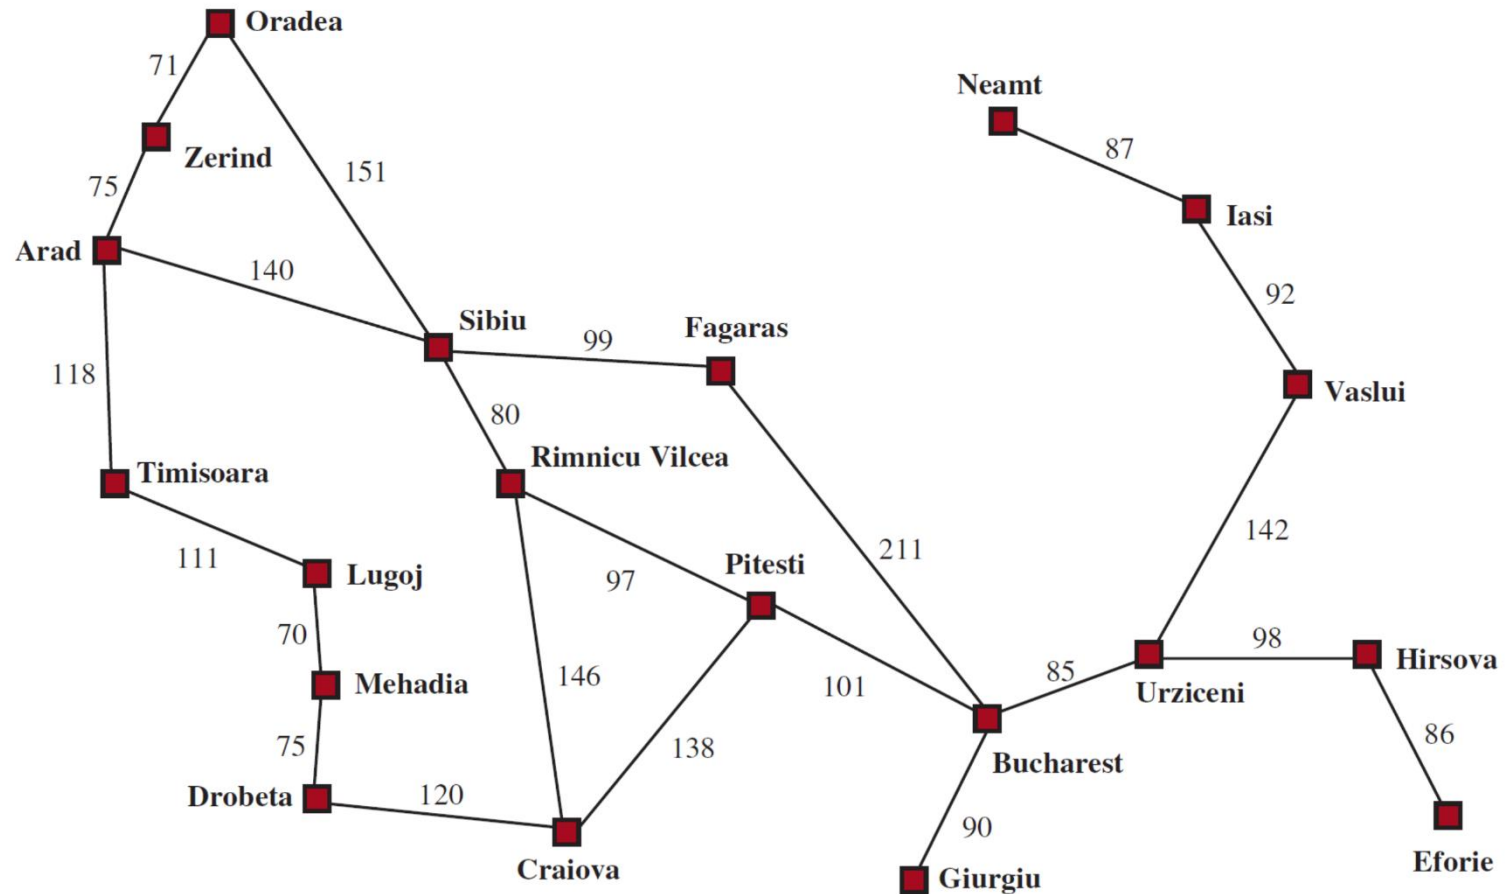 Oradea
71
Neamt
87
Zerind
151
75
Iasi
Arad
140
92
Sibiu
99
Fagaras
118
Vaslui
80
Rimnicu Vilcea
Timisoara
142
211
111
Lugoj
97
Pitesti
70
98
Hirsova
146
101
85
Urziceni
Mehadia
86
75
138
Bucharest
Drobeta
120
90
Craiova
Giurgiu
Eforie